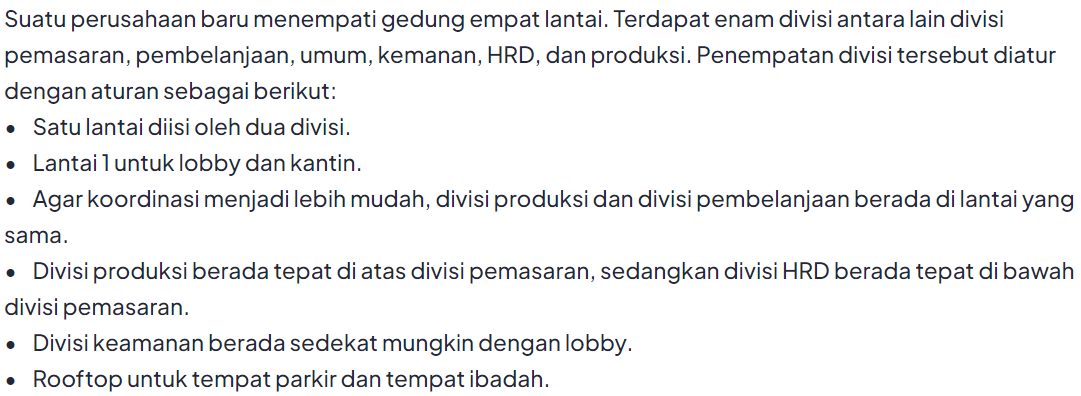 Suatu perusahaan baru menempati gedung empat lantai. Terdapat enam divisi antara lain divisi
pemasaran, pembelanjaan, umum, kemanan, HRD, dan produksi. Penempatan divisi tersebut diatur
dengan aturan sebagai berikut:
• Satu lantai diisi oleh dua divisi.
• Lantai 1 untuk lobby dan kantin.
• Agar koordinasi menjadi lebih mudah, divisi produksi dan divisi pembelanjaan berada di lantai yang
sama.
• Divisi produksi berada tepat di atas divisi pemasaran, sedangkan divisi HRD berada tepat di bawah
divisi pemasaran.
• Divisi keamanan berada sedekat mungkin dengan lobby.
• Rooftop untuk tempat parkir dan tempat ibadah.